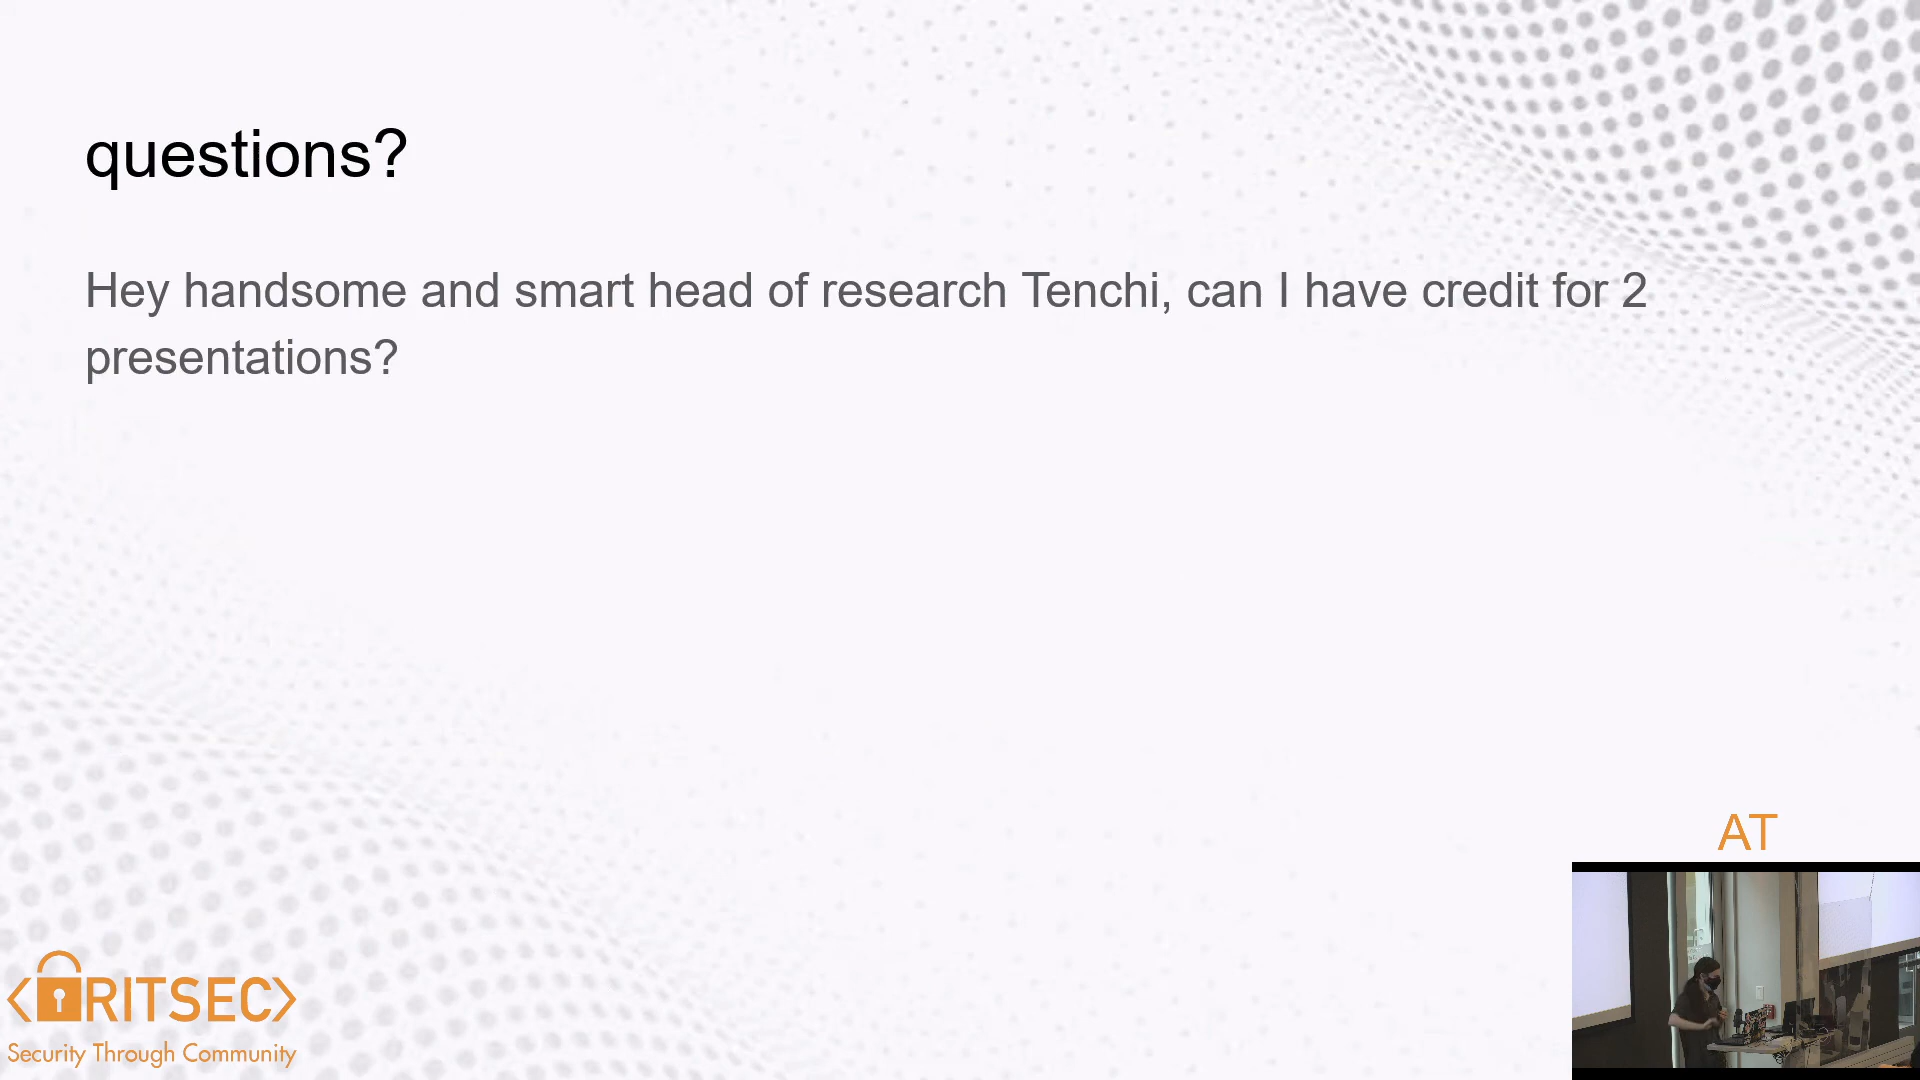 questions?
Hey handsome and smart head of research Tenchi, can I have credit for 2
presentations?
AT
<RITSEC>
Security Through Community